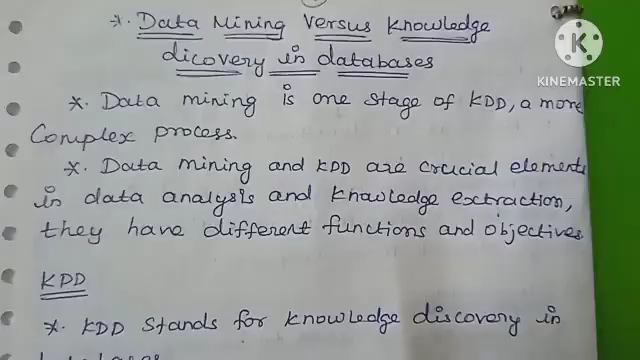 *. Data Mining Versus Knowledge
dicovery in databases
*. Data mining is one stage of KDD, a more
Complex process.
*. Data mining and KDD are crucial elements
in data analysis and Knowledge extraction,
they have different functions and objectives
KDD
*. KDD Stands for Knowledge discovery in
KINEMASTER